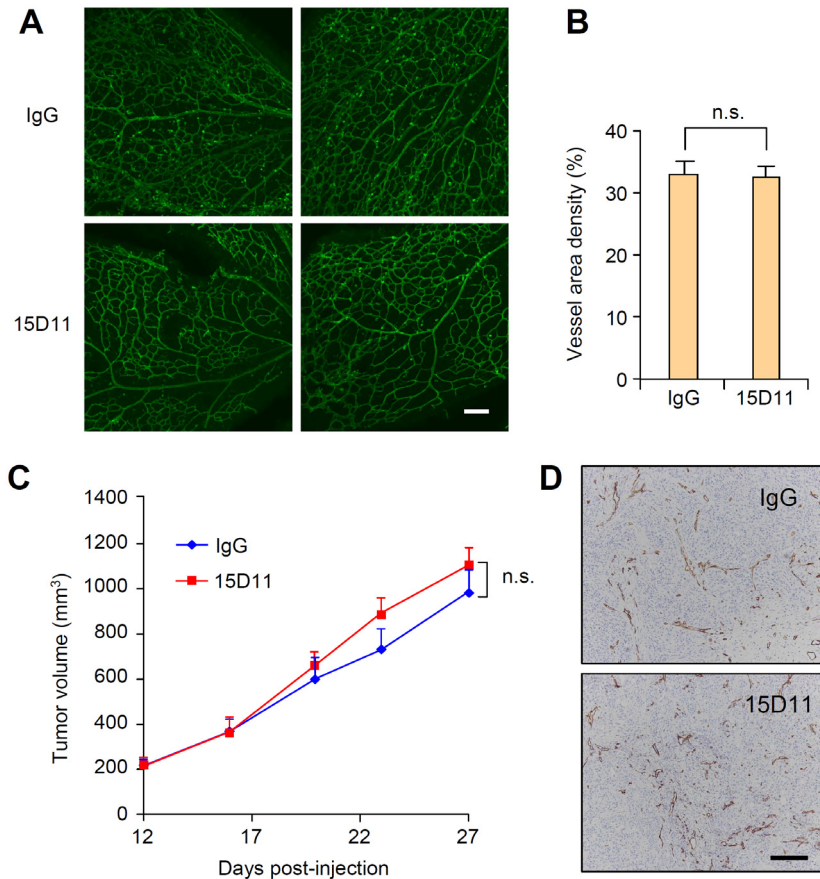 A
IgG
15D11
B
n.s.
Vessel area density (%)
40
30
20
10
0
IgG
15D11
C
Tumor volume (mm³)
1400
1200
1000
800
600
400
200
0
IgG
15D11
n.s.
12
17
22
27
Days post-injection
D
IgG
15D11